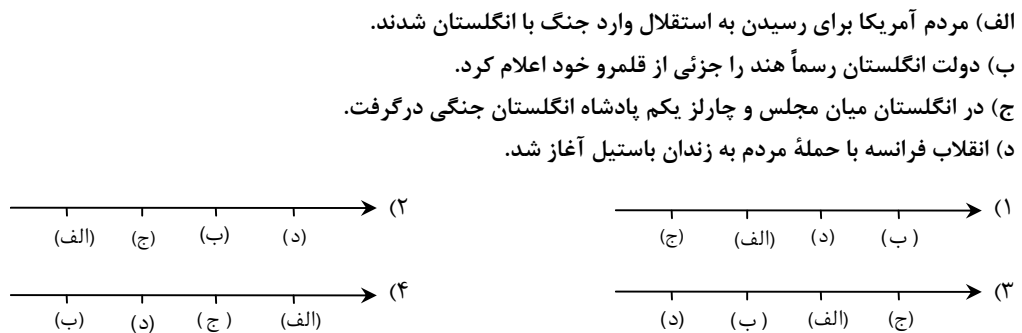 الف) مردم آمریکا برای رسیدن به استقلال وارد جنگ با انگلستان شدند.
ب) دولت انگلستان رسماً هند را جزئی از قلمرو خود اعلام کرد.
ج) در انگلستان میان مجلس و چارلز یکم پادشاه انگلستان جنگی درگرفت.
د) انقلاب فرانسه با حملهٔ مردم به زندان باستیل آغاز شد.
۱)
(ج) (الف) (د) (ب)
۲)
(الف) (ج) (ب) (د)
۳)
(د) (ب) (الف) (ج)
۴)
(ب) (د) (ج) (الف)